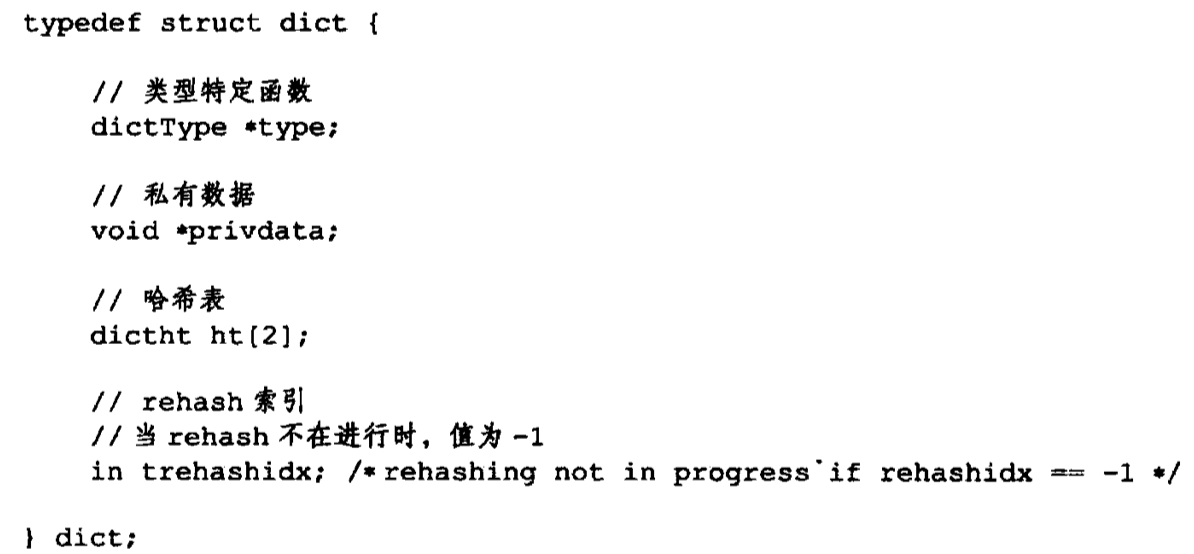 typedef struct dict {
// 类型特定函数
dictType *type;
// 私有数据
void *privdata;
// 哈希表
dictht ht[2];
// rehash 索引
// 当 rehash 不在进行时，值为 -1
in trehashidx; /* rehashing not in progress if rehashidx == -1 */
} dict;